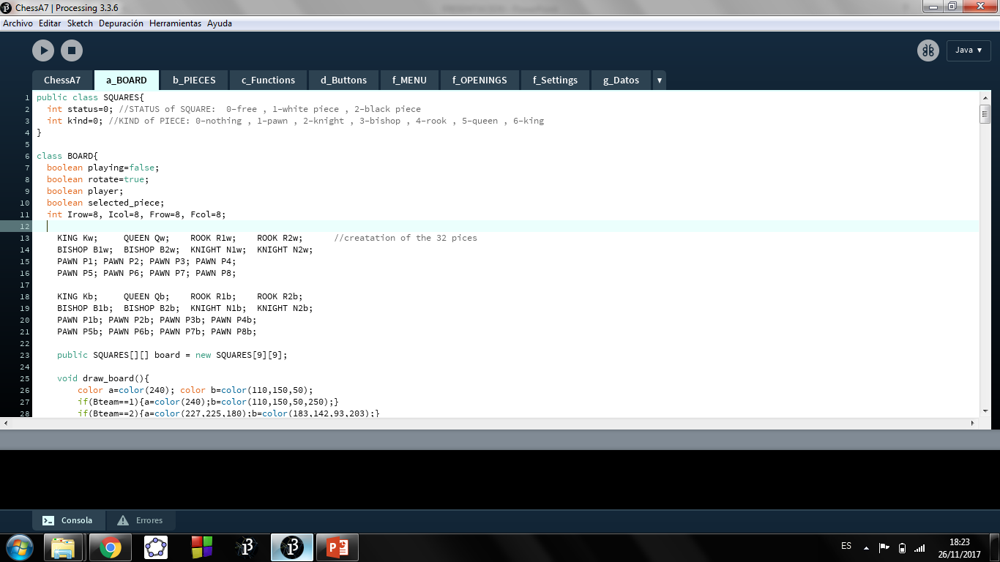 ChessA7 | Processing 3.3.6
Archivo Editar Sketch Depuración Herramientas Ayuda
Java ▾
ChessA7 a_BOARD b_PIECES c_Functions d_Buttons f_MENU f_OPENINGS f_Settings g_Datos ▾
1 public class SQUARES{
2 int status=0; //STATUS of SQUARE:  0-free , 1-white piece , 2-black piece
3 int kind=0; //KIND of PIECE: 0-nothing , 1-pawn , 2-knight , 3-bishop , 4-rook , 5-queen , 6-king
4 }
5
6 class BOARD{
7 boolean playing=false;
8 boolean rotate=true;
9 boolean player;
10 boolean selected_piece;
11 int Irow=8, Icol=8, Frow=8, Fcol=8;
12
13 KING Kw;     QUEEN Qw;    ROOK R1w;    ROOK R2w;      //creatation of the 32 pices
14 BISHOP B1w;  BISHOP B2w;  KNIGHT N1w;  KNIGHT N2w;
15 PAWN P1; PAWN P2; PAWN P3; PAWN P4;
16 PAWN P5; PAWN P6; PAWN P7; PAWN P8;
17
18 KING Kb;     QUEEN Qb;    ROOK R1b;    ROOK R2b;
19 BISHOP B1b;  BISHOP B2b;  KNIGHT N1b;  KNIGHT N2b;
20 PAWN P1b; PAWN P2b; PAWN P3b; PAWN P4b;
21 PAWN P5b; PAWN P6b; PAWN P7b; PAWN P8b;
22
23 public SQUARES[][] board = new SQUARES[9][9];
24
25 void draw_board(){
26 color a=color(240); color b=color(110,150,50);
27 if(Bteam==1){a=color(240);b=color(110,150,50,250);}
28 if(Bteam==2){a=color(227,225,180);b=color(183,142,93,203);}
Consola Errores
ES 18:23
26/11/2017